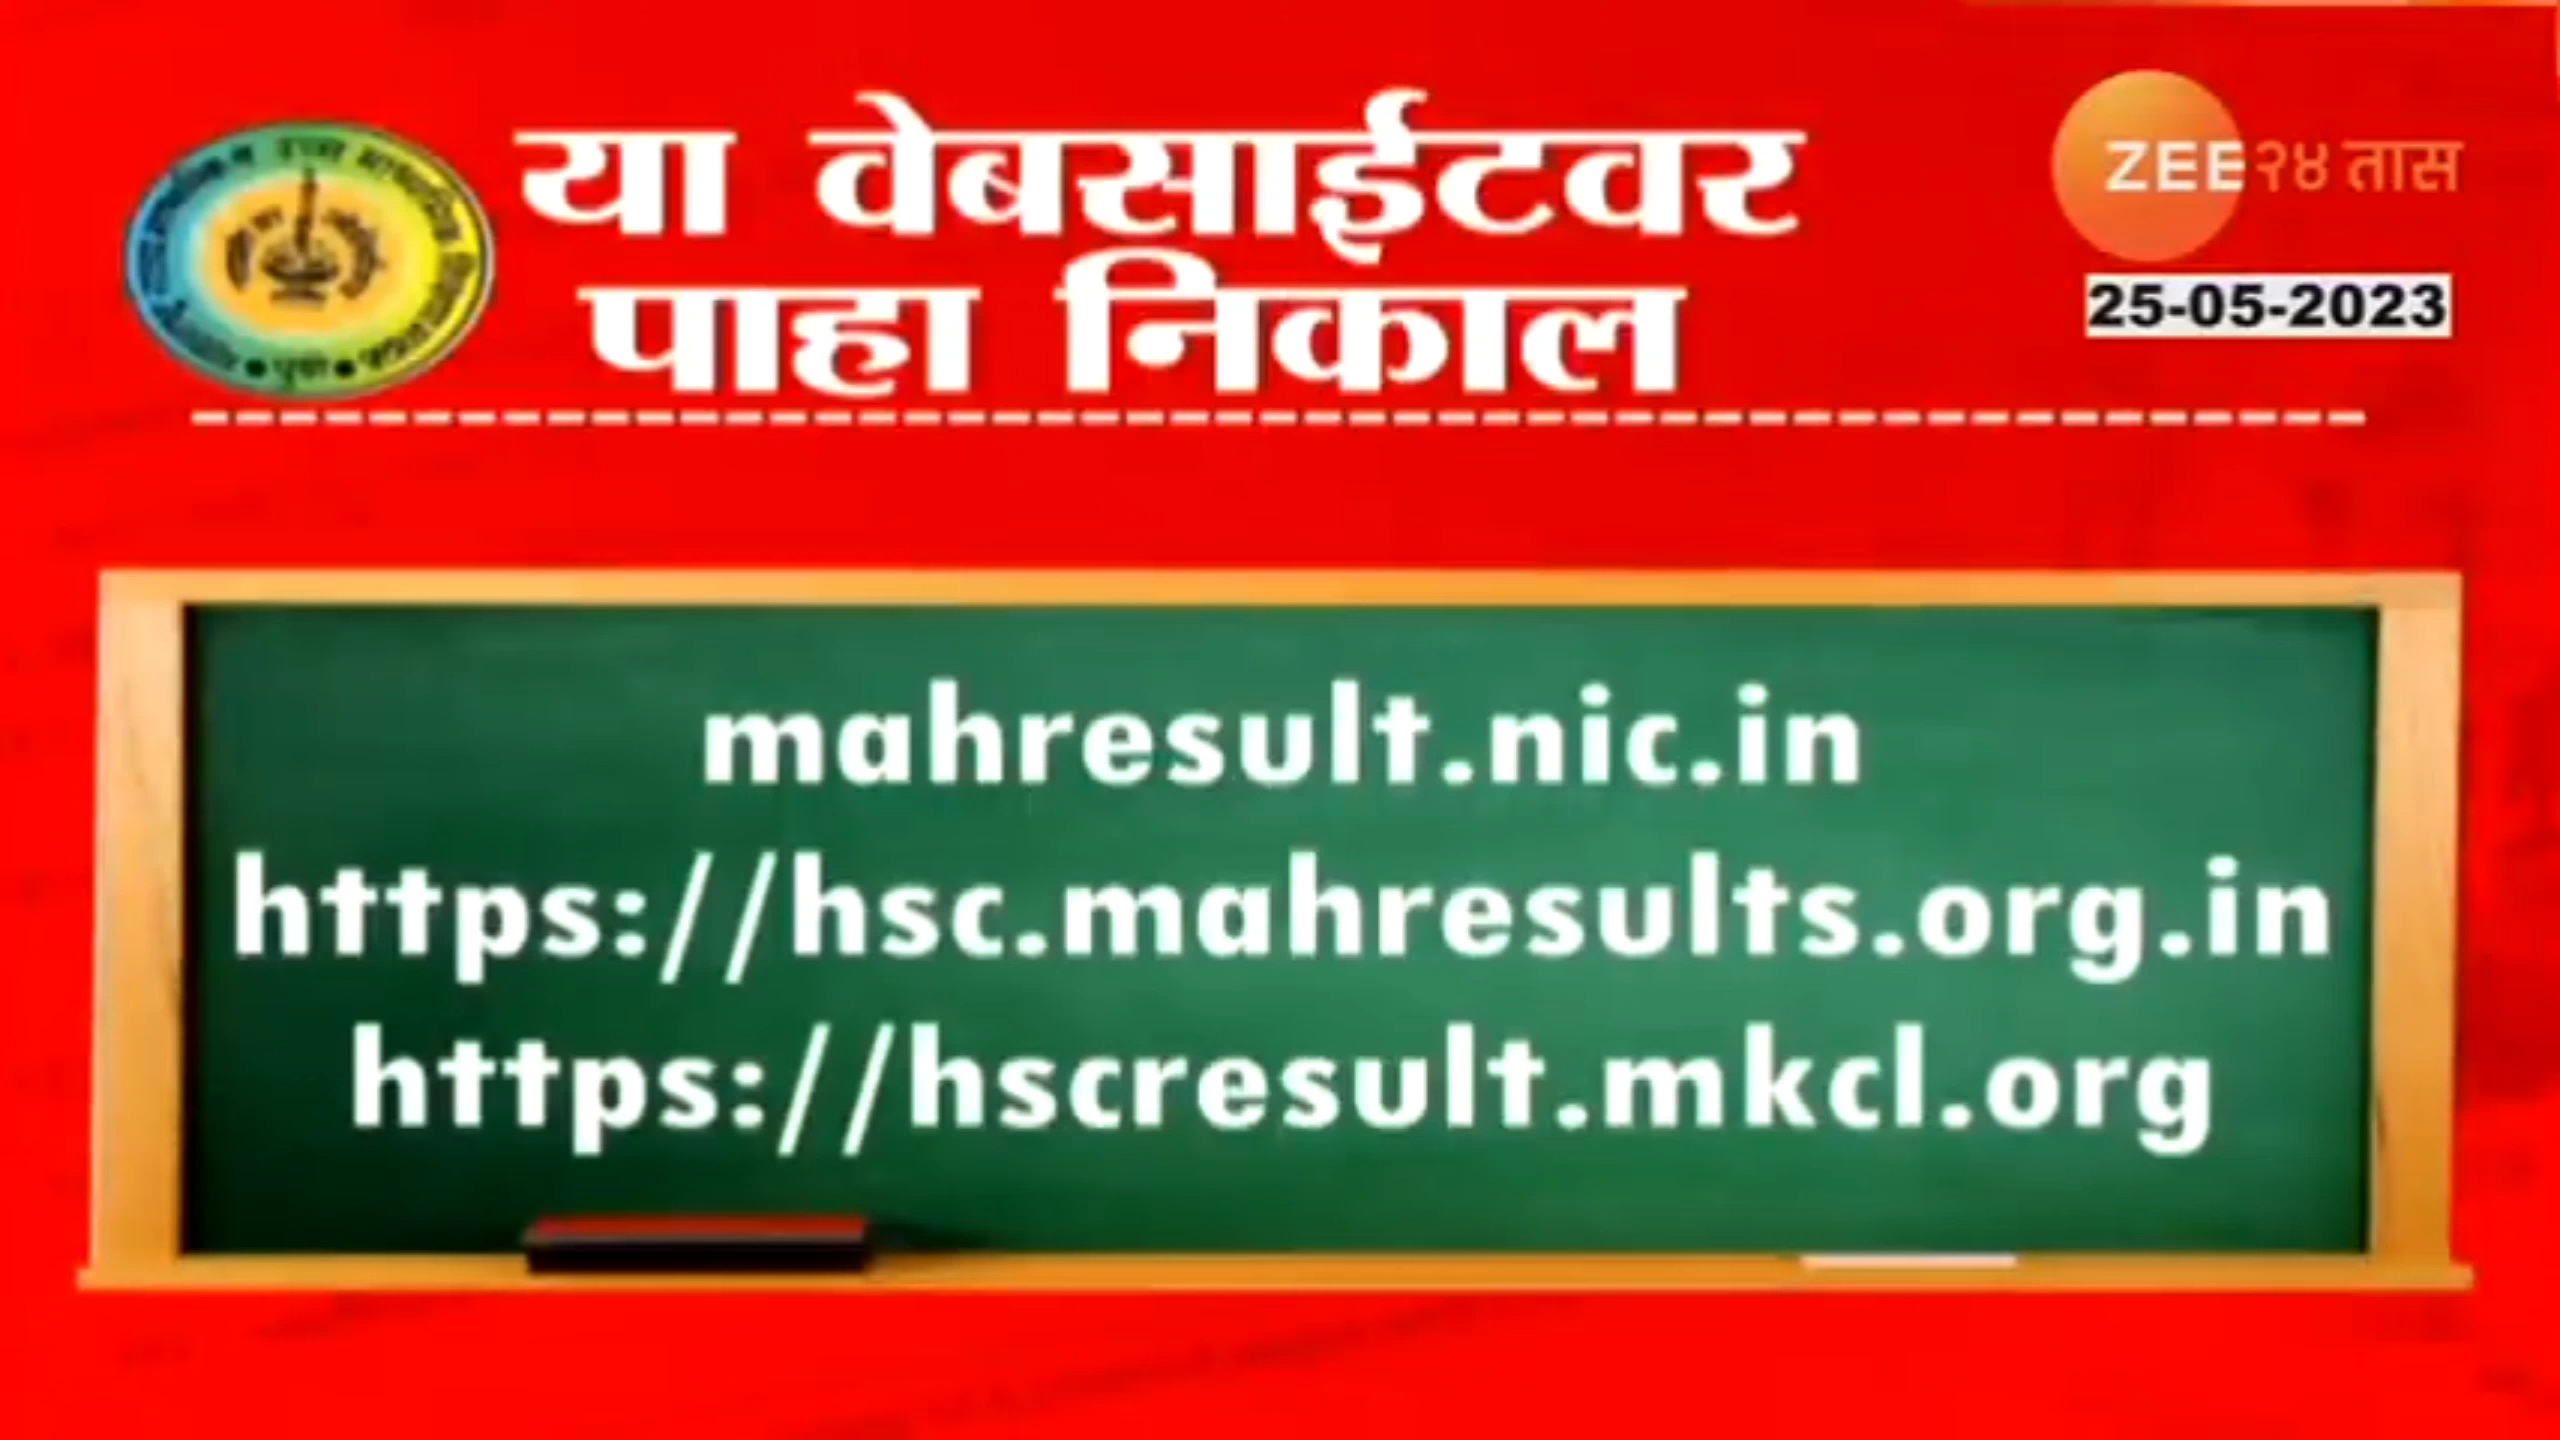 या वेबसाईटवर
पाहा निकाल
ZEE २४ तास
25-05-2023
mahresult.nic.in
https://hsc.mahresults.org.in
https://hscresult.mkcl.org